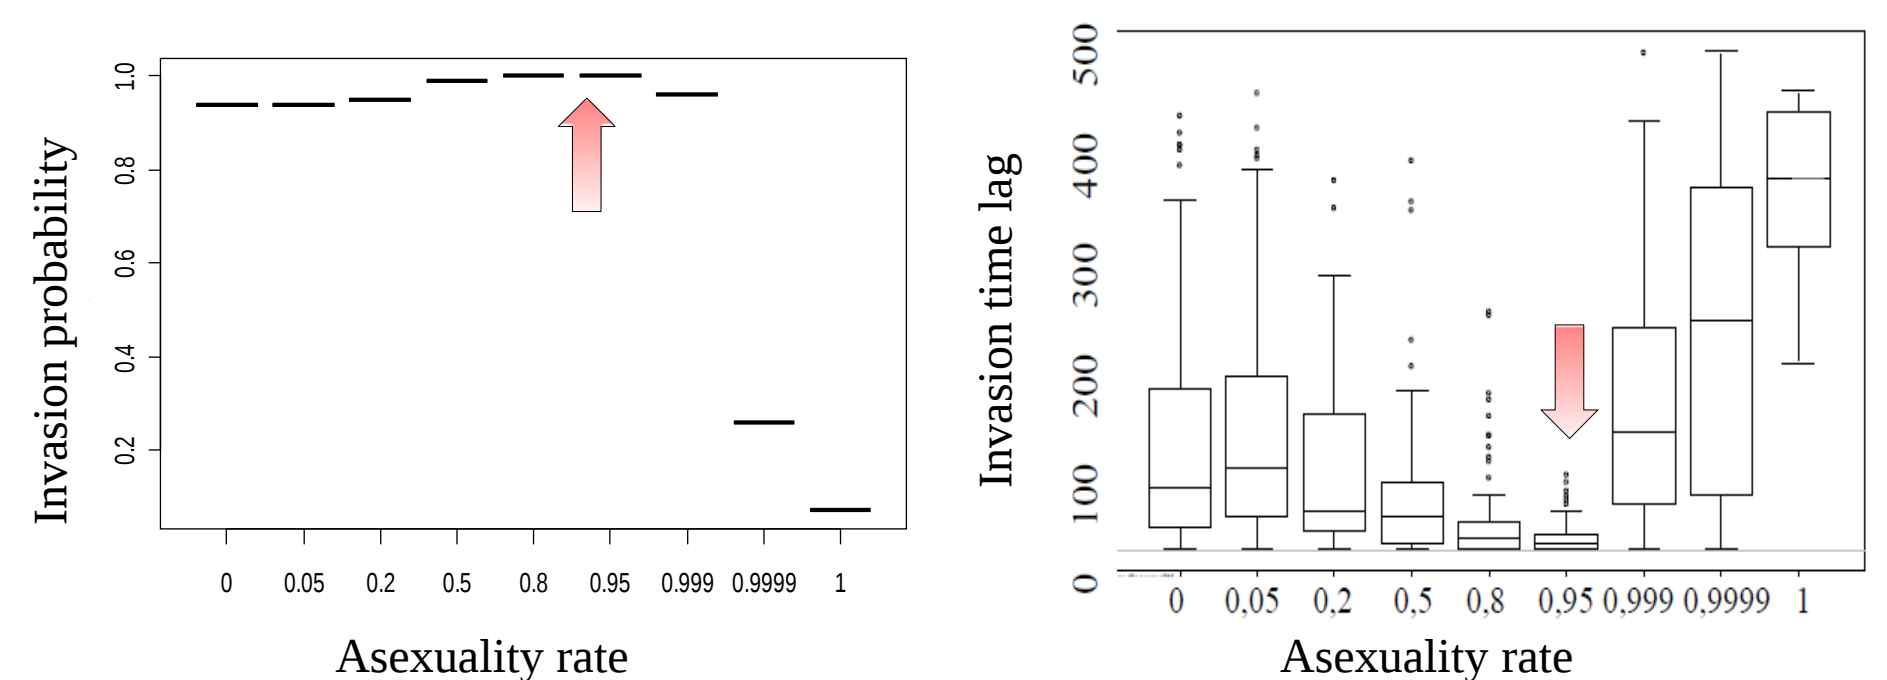 Invasion probability
1.0
0.8
0.6
0.4
0.2
0 0.05 0.2 0.5 0.8 0.95 0.999 0.9999 1
Asexuality rate
Invasion time lag
500
400
300
200
100
0
0 0,05 0,2 0,5 0,8 0,95 0,999 0,9999 1
Asexuality rate